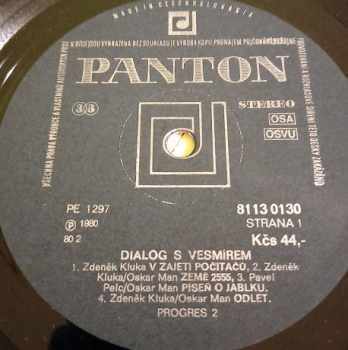 MADE IN CZECHOSLOVAKIA
PANTON
33
STEREO
OSA
OSVU
PE 1297
℗ 1980
80 2
8113 0130
STRANA 1
Kčs 44,-
DIALOG S VESMÍREM
1. Zdeněk Kluka V ZAJETÍ POČÍTAČŮ, 2. Zdeněk
Kluka/Oskar Man ZEMĚ 2555, 3. Pavel
Pelc/Oskar Man PÍSEŇ O JABLKU,
4. Zdeněk Kluka/Oskar Man ODLET.
PROGRES 2